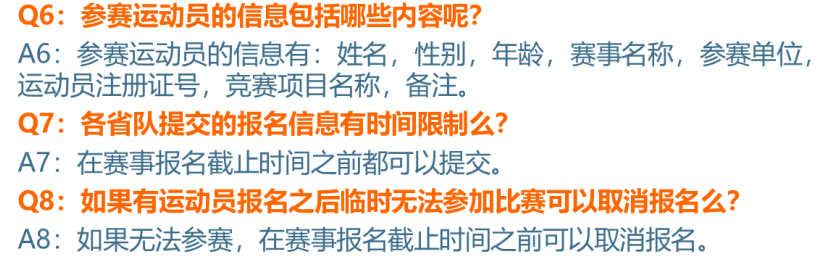 Q6：参赛运动员的信息包括哪些内容呢？
A6：参赛运动员的信息有：姓名，性别，年龄，赛事名称，参赛单位，
运动员注册证号，竞赛项目名称，备注。
Q7：各省队提交的报名信息有时间限制么？
A7：在赛事报名截止时间之前都可以提交。
Q8：如果有运动员报名之后临时无法参加比赛可以取消报名么？
A8：如果无法参赛，在赛事报名截止时间之前可以取消报名。